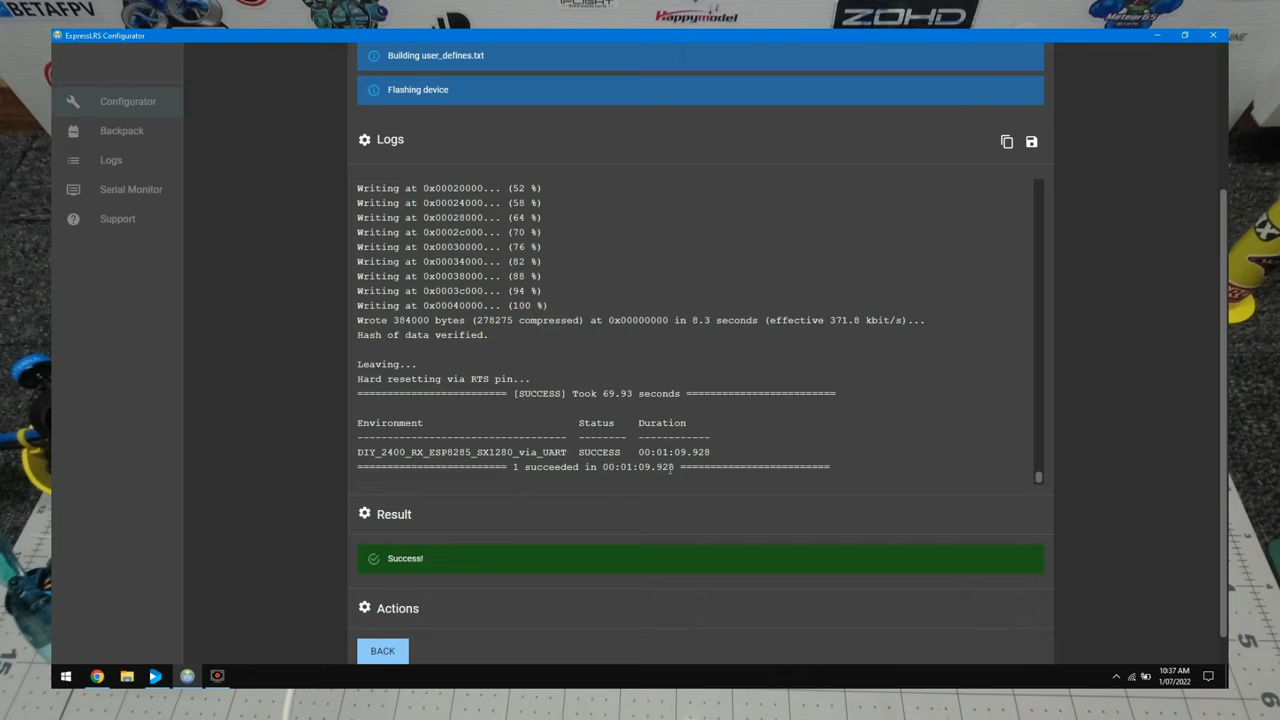 BETAFPV
IFLIGHT
Happymodel
ZOHD
MeteorGS
ExpressLRS Configurator
Configurator
Backpack
Logs
Serial Monitor
Support
Building user_defines.txt
Flashing device
Logs
Writing at 0x00020000... (52 %)
Writing at 0x00024000... (58 %)
Writing at 0x00028000... (64 %)
Writing at 0x0002c000... (70 %)
Writing at 0x00030000... (76 %)
Writing at 0x00034000... (82 %)
Writing at 0x00038000... (88 %)
Writing at 0x0003c000... (94 %)
Writing at 0x00040000... (100 %)
Wrote 384000 bytes (278275 compressed) at 0x00000000 in 8.3 seconds (effective 371.8 kbit/s)...
Hash of data verified.
Leaving...
Hard resetting via RTS pin...
========================= [SUCCESS] Took 69.93 seconds =========================
Environment Status Duration
----------------------------------- -------- ------------
DIY_2400_RX_ESP8285_SX1280_via_UART SUCCESS 00:01:09.928
========================= 1 succeeded in 00:01:09.928 =========================
Result
Success!
Actions
BACK
10:37 AM
1/07/2022
15
5
6